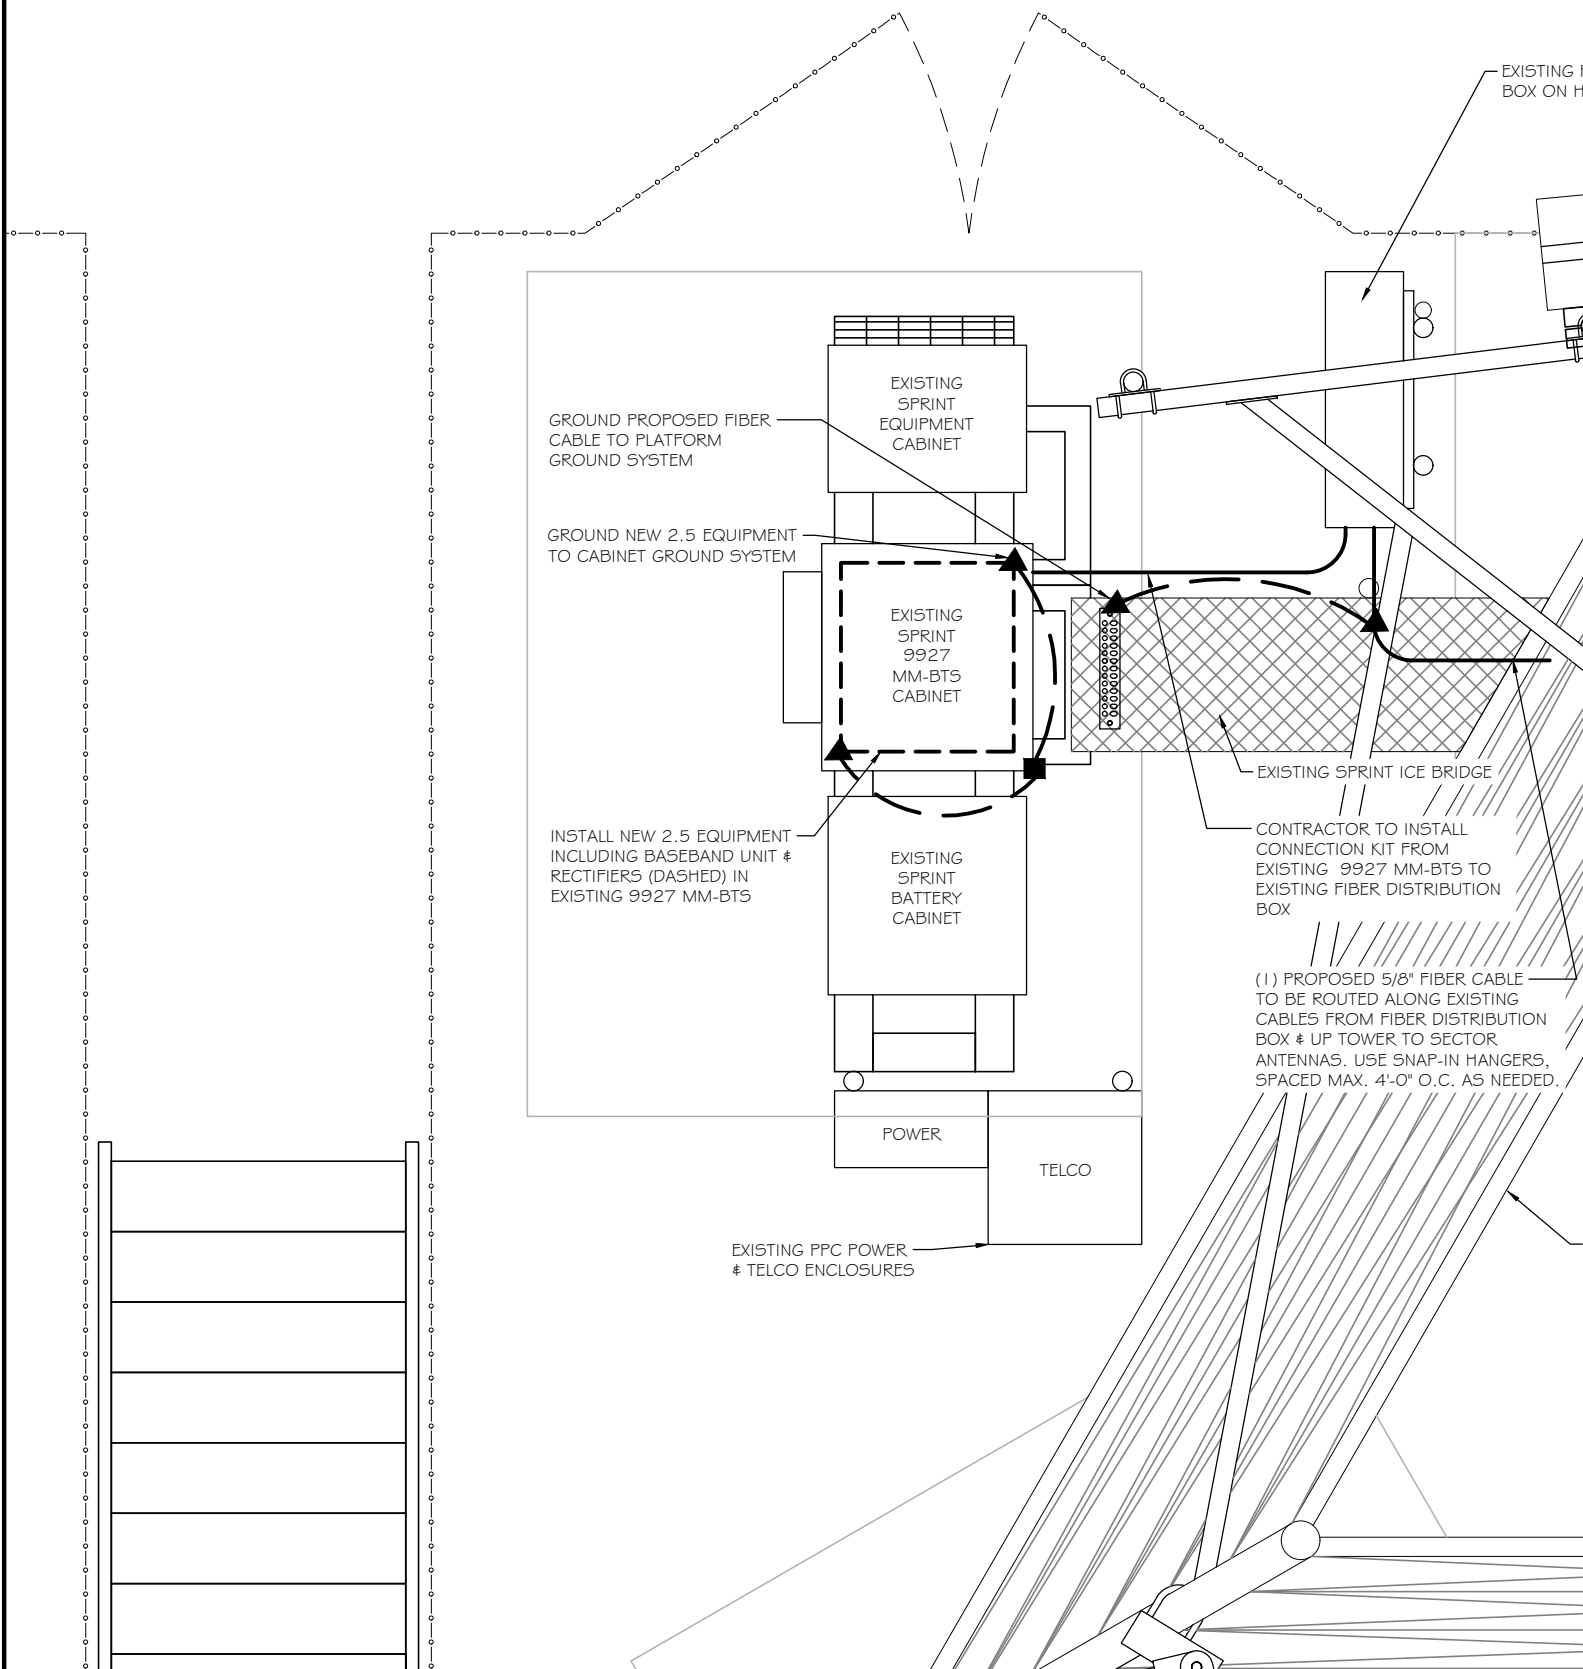 EXISTING
BOX ON
EXISTING
SPRINT
EQUIPMENT
CABINET
GROUND PROPOSED FIBER
CABLE TO PLATFORM
GROUND SYSTEM
GROUND NEW 2.5 EQUIPMENT
TO CABINET GROUND SYSTEM
EXISTING
SPRINT
9927
MM-BTS
CABINET
EXISTING SPRINT ICE BRIDGE
INSTALL NEW 2.5 EQUIPMENT
INCLUDING BASEBAND UNIT &
RECTIFIERS (DASHED) IN
EXISTING 9927 MM-BTS
EXISTING
SPRINT
BATTERY
CABINET
CONTRACTOR TO INSTALL
CONNECTION KIT FROM
EXISTING 9927 MM-BTS TO
EXISTING FIBER DISTRIBUTION
BOX
(1) PROPOSED 5/8" FIBER CABLE
TO BE ROUTED ALONG EXISTING
CABLES FROM FIBER DISTRIBUTION
BOX & UP TOWER TO SECTOR
ANTENNAS. USE SNAP-IN HANGERS,
SPACED MAX. 4'-0" O.C. AS NEEDED.
POWER
TELCO
EXISTING PPC POWER
& TELCO ENCLOSURES